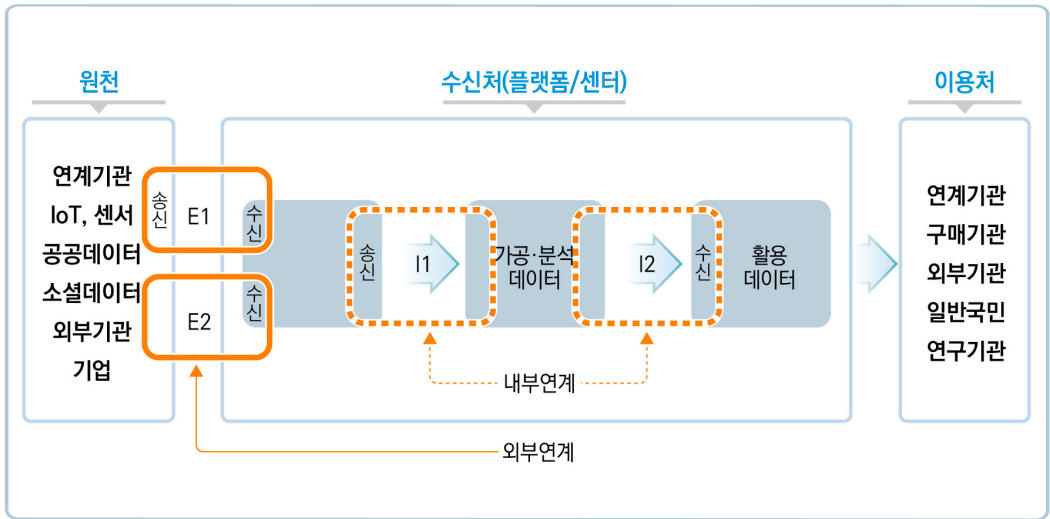 원천
수신처(플랫폼/센터)
이용처
연계기관
IoT, 센서
공공데이터
소셜데이터
외부기관
기업
송신
E1
수신
E2
수신
송신
I1
가공·분석
데이터
I2
수신
활용
데이터
연계기관
구매기관
외부기관
일반국민
연구기관
내부연계
외부연계